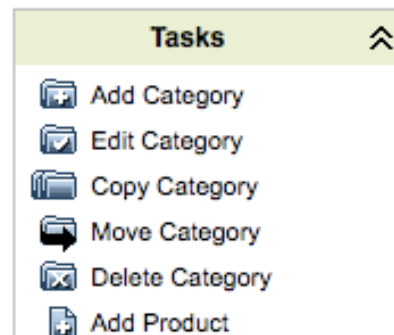 Tasks
Add Category
Edit Category
Copy Category
Move Category
Delete Category
Add Product